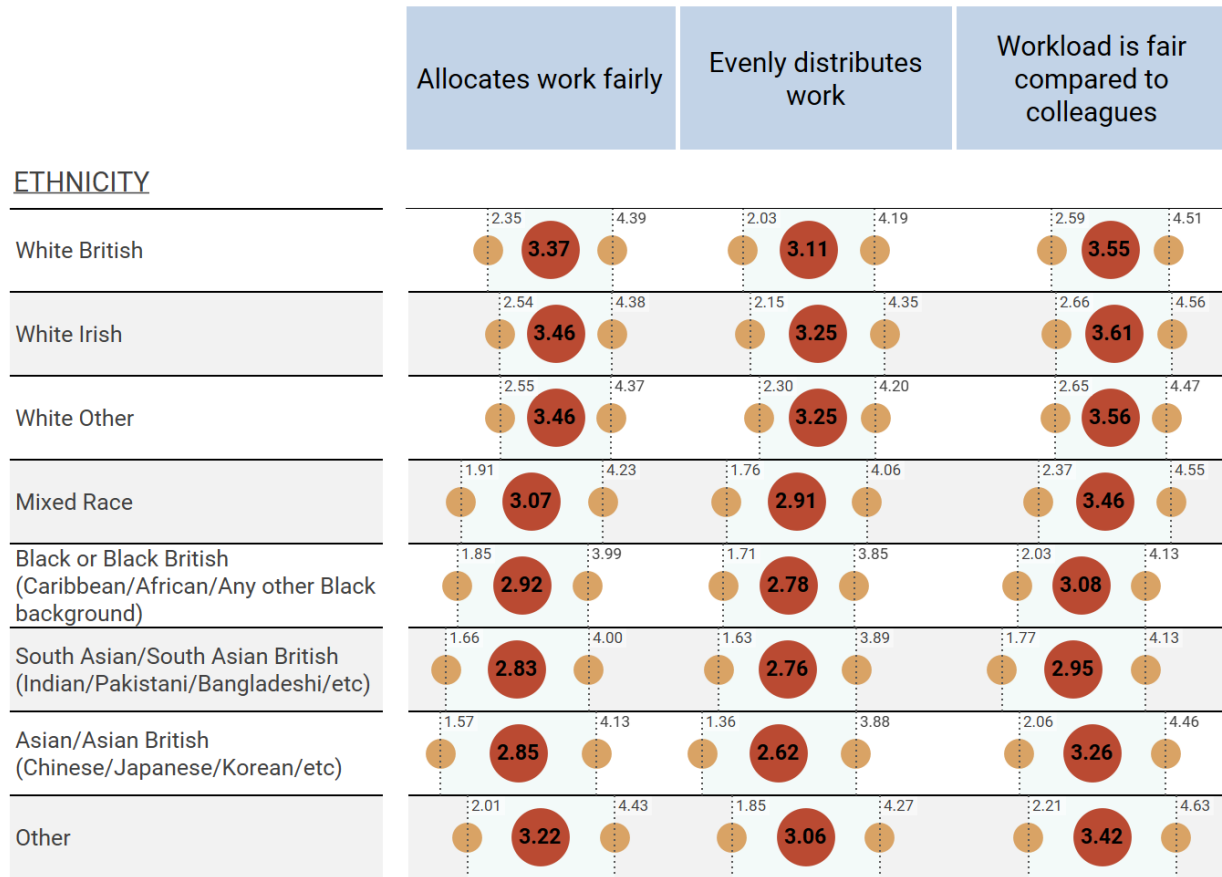 Allocates work fairly
Evenly distributes
work
Workload is fair
compared to
colleagues
ETHNICITY
White British
2.35 3.37 4.39 2.03 3.11 4.19 2.59 3.55 4.51
White Irish
2.54 3.46 4.38 2.15 3.25 4.35 2.66 3.61 4.56
White Other
2.55 3.46 4.37 2.30 3.25 4.20 2.65 3.56 4.47
Mixed Race
1.91 3.07 4.23 1.76 2.91 4.06 2.37 3.46 4.55
Black or Black British
(Caribbean/African/Any other Black
background)
1.85 2.92 3.99 1.71 2.78 3.85 2.03 3.08 4.13
South Asian/South Asian British
(Indian/Pakistani/Bangladeshi/etc)
1.66 2.83 4.00 1.63 2.76 3.89 1.77 2.95 4.13
Asian/Asian British
(Chinese/Japanese/Korean/etc)
1.57 2.85 4.13 1.36 2.62 3.88 2.06 3.26 4.46
Other
2.01 3.22 4.43 1.85 3.06 4.27 2.21 3.42 4.63